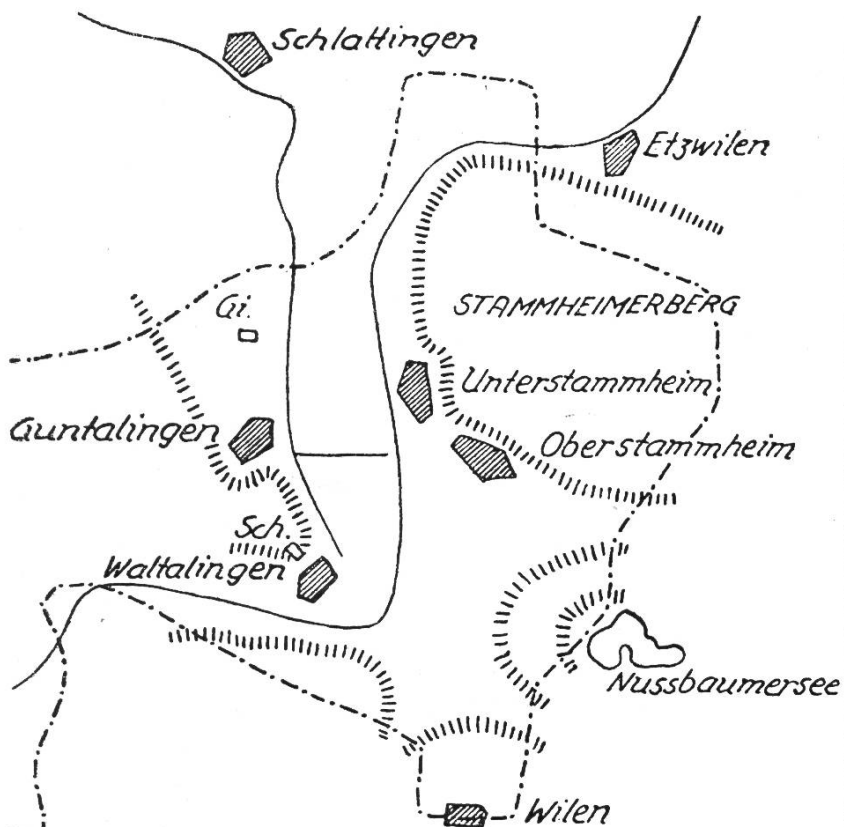 Schlattingen
Etzwilen
Gi.
STAMMHEIMERBERG
Unterstammheim
Guntalingen
Oberstammheim
Sch.
Waltalingen
Nussbaumersee
Wilen